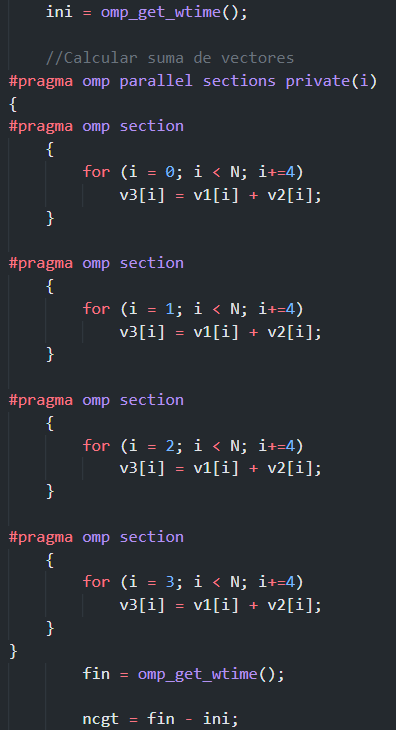 ini = omp_get_wtime();
//Calcular suma de vectores
#pragma omp parallel sections private(i)
{
#pragma omp section
{
for (i = 0; i < N; i+=4)
v3[i] = v1[i] + v2[i];
}
#pragma omp section
{
for (i = 1; i < N; i+=4)
v3[i] = v1[i] + v2[i];
}
#pragma omp section
{
for (i = 2; i < N; i+=4)
v3[i] = v1[i] + v2[i];
}
#pragma omp section
{
for (i = 3; i < N; i+=4)
v3[i] = v1[i] + v2[i];
}
}
fin = omp_get_wtime();
ncgt = fin - ini;